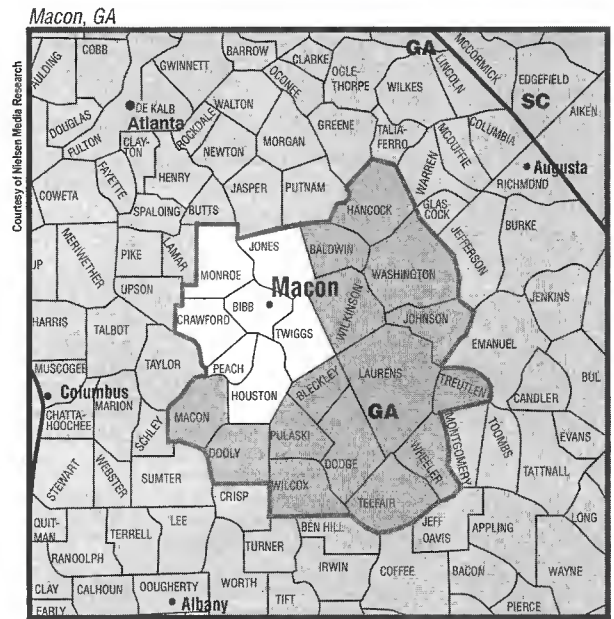 Macon, GA
Courtesy of Nielsen Media Research
AULDING
COBB
GWINNETT
BARROW
CLARKE
OCONEE
OGLE-
THORPE
GA
LINCOLN
MCCORMICK
EDGEFIELD
SC
AIKEN
WILKES
DE KALB
Atlanta
WALTON
ROCKDALE
DOUGLAS
FULTON
CLAY-
TON
NEWTON
MORGAN
GREENE
TALIA-
FERRO
WARREN
MCDUFFIE
COLUMBIA
Augusta
RICHMOND
COWETA
FAYETTE
HENRY
JASPER
PUTNAM
HANCOCK
GLAS-
COCK
SPALDING
BUTTS
JEFFERSON
BURKE
MERIWETHER
UP
PIKE
LAMAR
MONROE
JONES
BALDWIN
WASHINGTON
JENKINS
UPSON
Macon
BIBB
CRAWFORD
TWIGGS
WILKINSON
JOHNSON
EMANUEL
HARRIS
TALBOT
TAYLOR
PEACH
HOUSTON
BLECKLEY
LAURENS
TREUTLEN
CANDLER
BUL
MUSCOGEE
Columbus
CHATTA-
HOOCHEE
MARION
SCHLEY
MACON
GA
DOOLY
PULASKI
DODGE
WHEELER
MONTGOMERY
TOOMBS
EVANS
TATTNALL
STEWART
WEBSTER
SUMTER
WILCOX
TELFAIR
CRISP
BEN HILL
JEFF
DAVIS
APPLING
LONG
QUIT-
MAN
TERRELL
LEE
TURNER
RANDOLPH
IRWIN
COFFEE
BACON
WAYNE
CLAY
CALHOUN
DOUGHERTY
WORTH
TIFT
PIERCE
EARLY
Albany